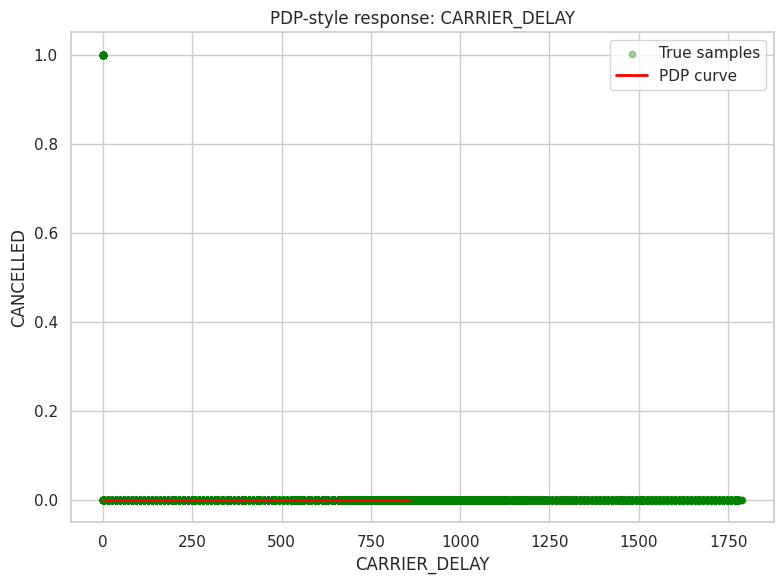 PDP-style response: CARRIER_DELAY
True samples
PDP curve
CANCELLED
1.0
0.8
0.6
0.4
0.2
0.0
0 250 500 750 1000 1250 1500 1750
CARRIER_DELAY